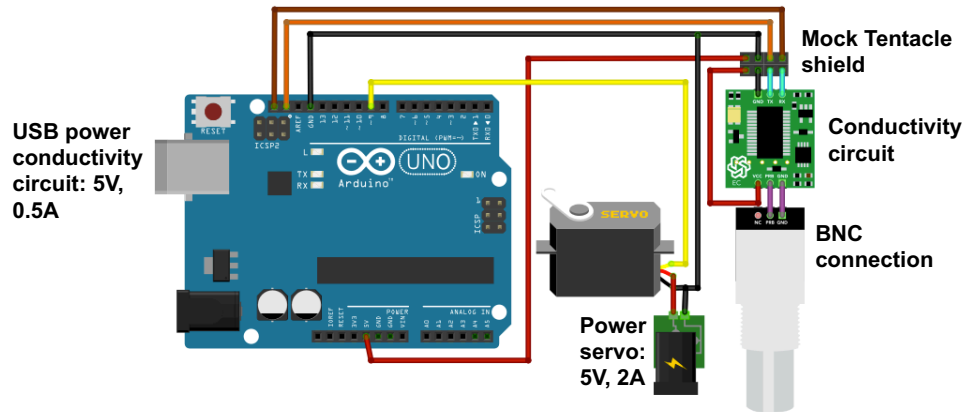 Mock Tentacle
shield
USB power
conductivity
circuit: 5V,
0.5A
Conductivity
circuit
BNC
connection
Power
servo:
5V, 2A
RESET
ICSP2
AREF
GND
13
12
~11
~10
~9
8
7
~6
~5
4
~3
2
TXD▶1
RXD◀0
DIGITAL (PWM=~)
L
TX
RX
Arduino™
UNO
ON
ICSP
IOREF
RESET
3V3
5V
GND
GND
VIN
POWER
ANALOG IN
A0
A1
A2
A3
A4
A5
SERVO
GND TX RX
EC
VCC PRB GND
NC PRB GND